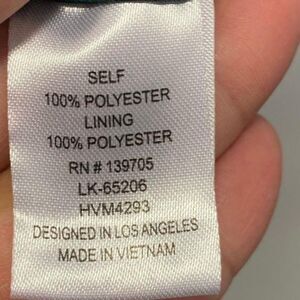 SELF
100% POLYESTER
LINING
100% POLYESTER
RN # 139705
LK-65206
HVM4293
DESIGNED IN LOS ANGELES
MADE IN VIETNAM